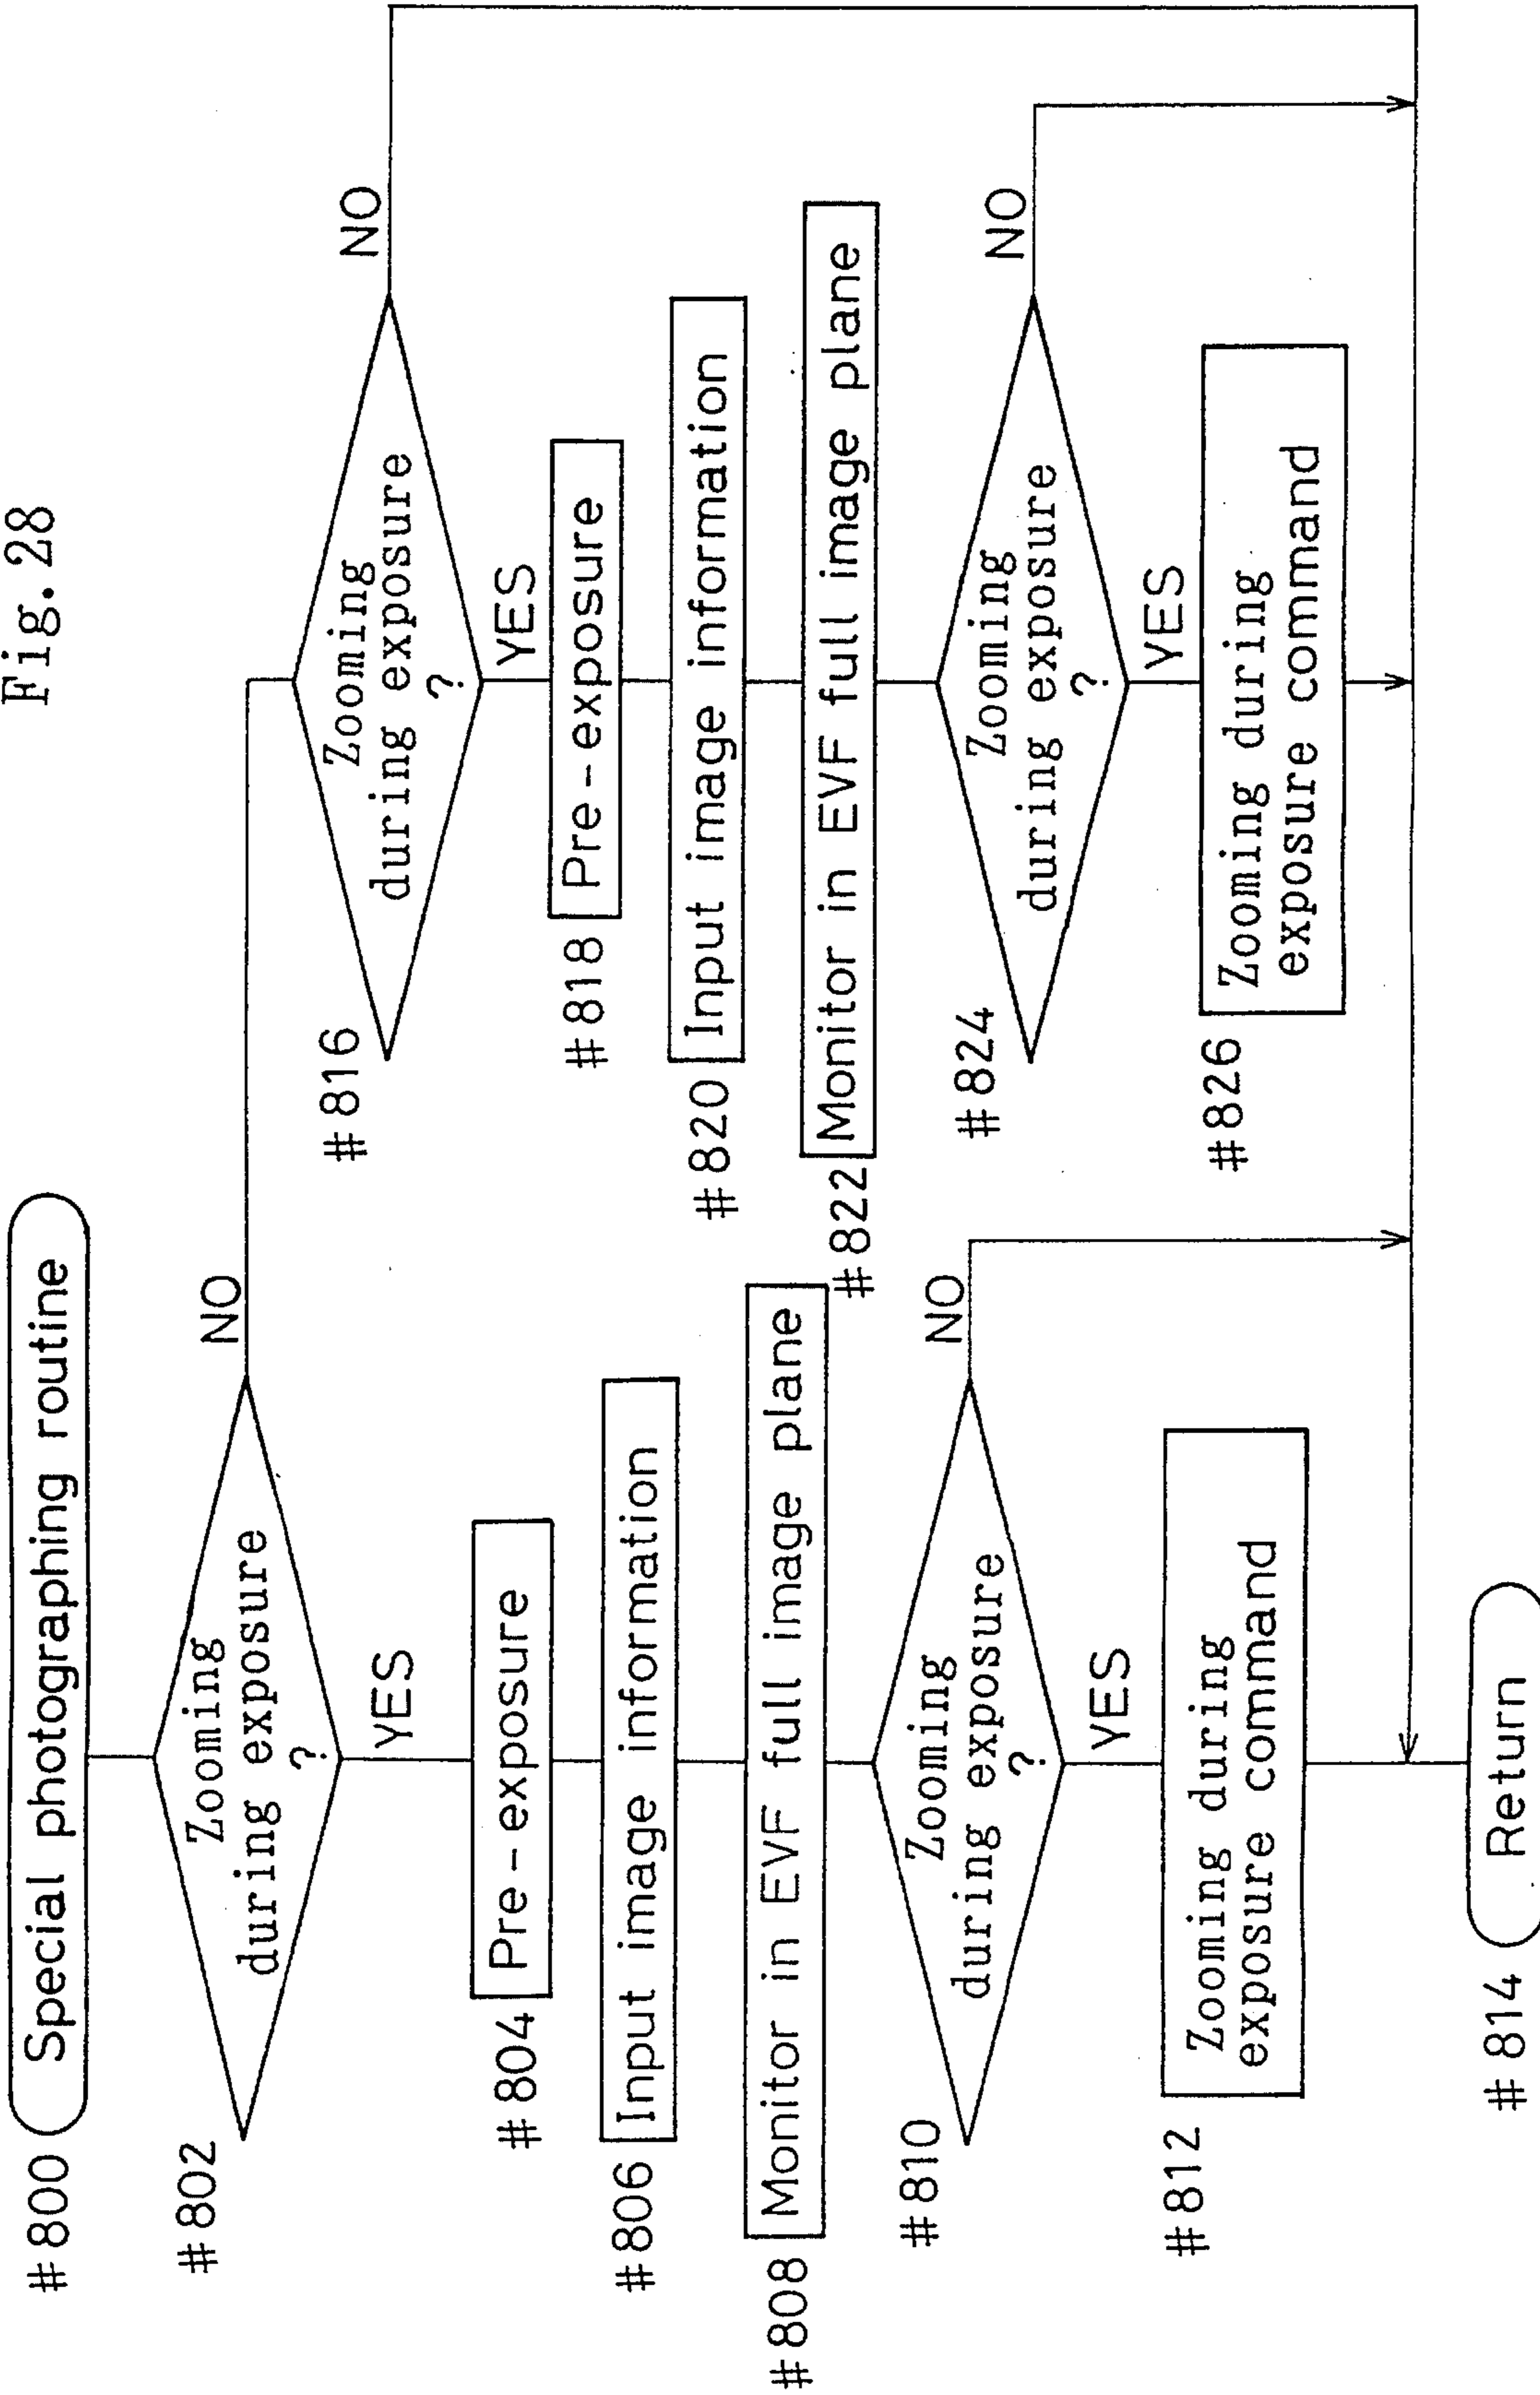 Fig. 28
#800 Special photographing routine
#802
Zooming
during exposure
?
NO
YES
#804 Pre-exposure
#806 Input image information
#808 Monitor in EVF full image plane
#810
Zooming
during exposure
?
NO
YES
#812
Zooming during
exposure command
#814 Return
#816
Zooming
during exposure
?
NO
YES
#818 Pre-exposure
#820 Input image information
#822 Monitor in EVF full image plane
#824
Zooming
during exposure
?
NO
YES
#826
Zooming during
exposure command